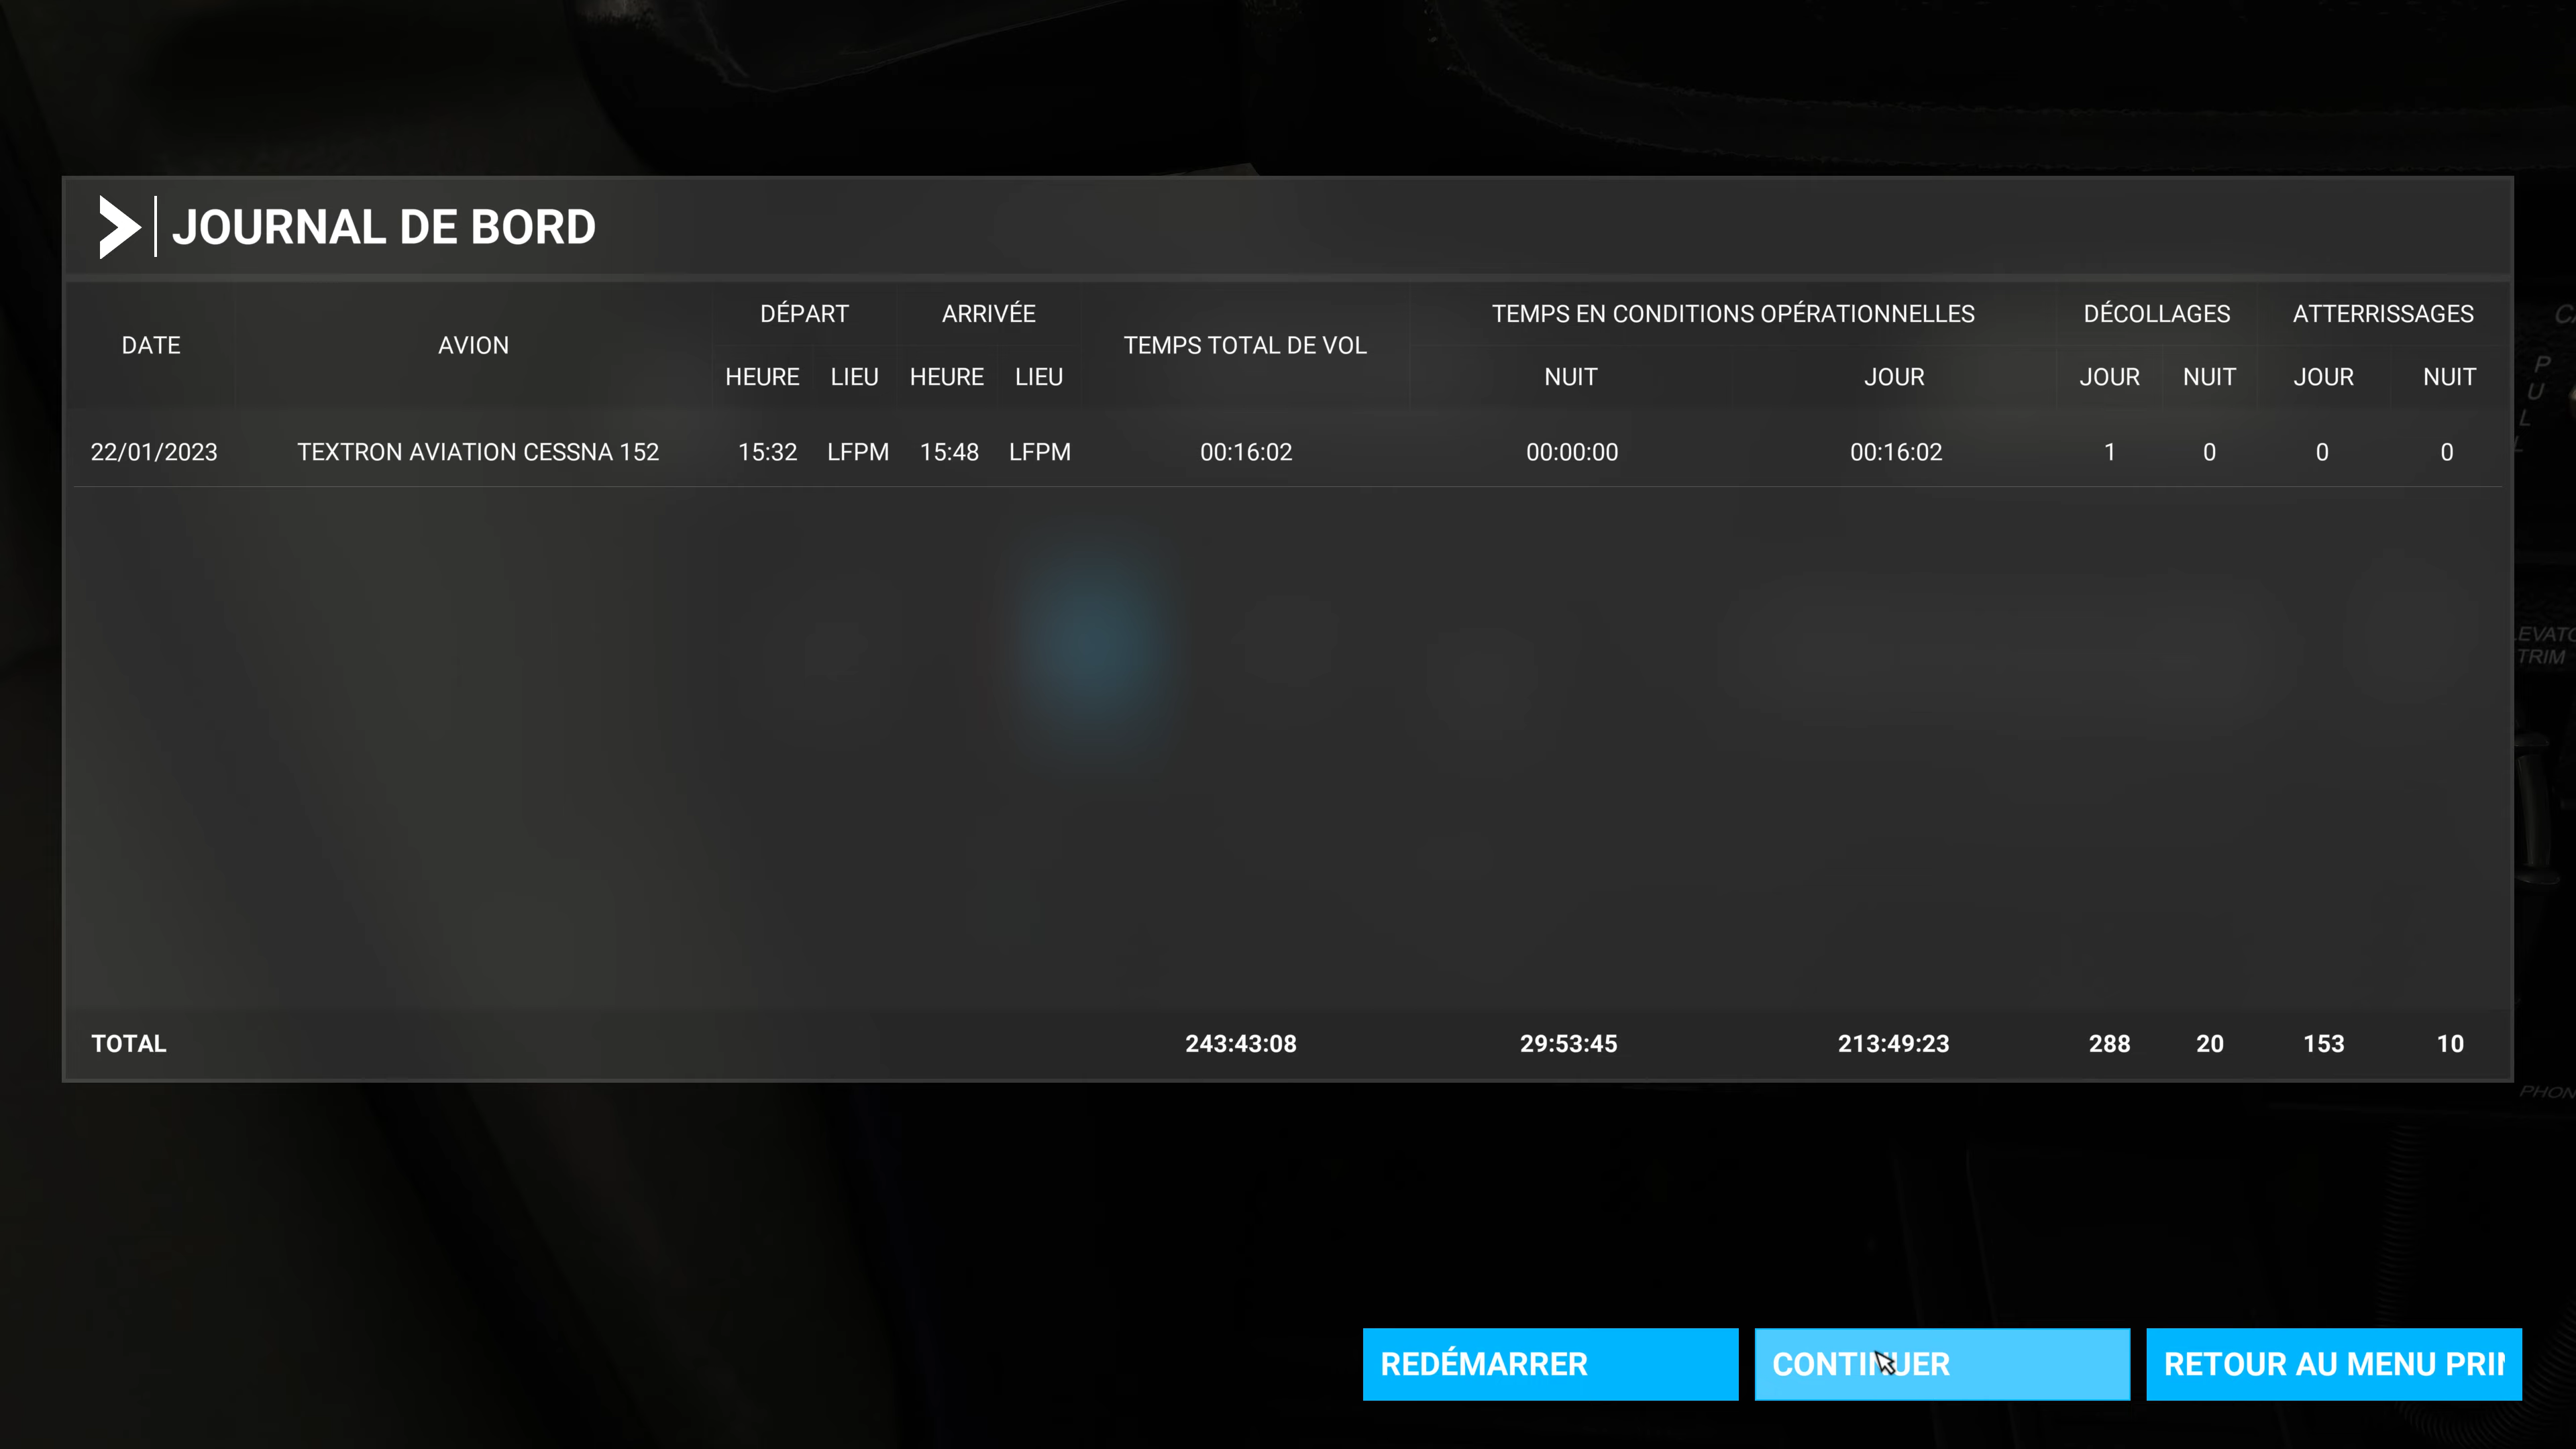 JOURNAL DE BORD
DATE AVION DÉPART ARRIVÉE TEMPS TOTAL DE VOL TEMPS EN CONDITIONS OPÉRATIONNELLES DÉCOLLAGES ATTERRISSAGES
HEURE LIEU HEURE LIEU NUIT JOUR JOUR NUIT JOUR NUIT
22/01/2023 TEXTRON AVIATION CESSNA 152 15:32 LFPM 15:48 LFPM 00:16:02 00:00:00 00:16:02 1 0 0 0
TOTAL 243:43:08 29:53:45 213:49:23 288 20 153 10
P
U
L
L
TRIM
REDÉMARRER
CONTINUER
RETOUR AU MENU